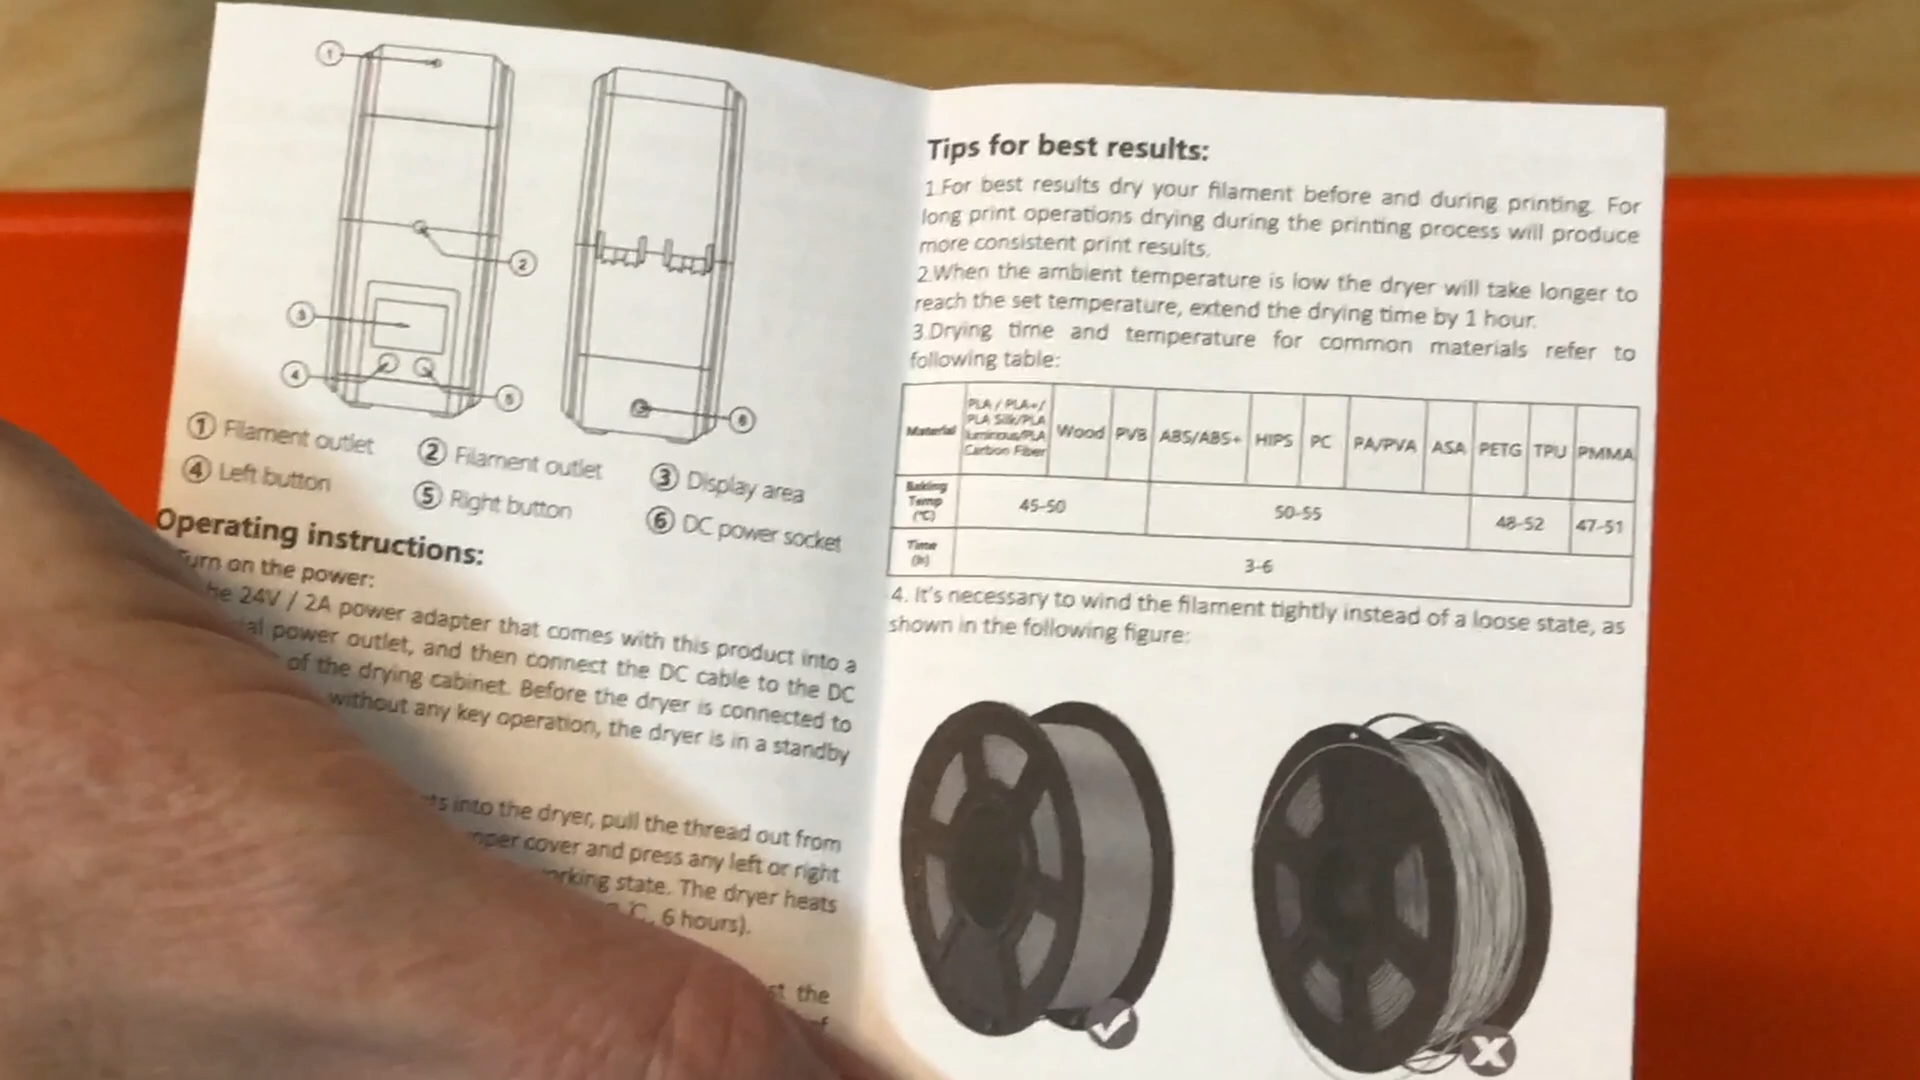 1
2
3
4
5
6
① Filament outlet ② Filament outlet ③ Display area
④ Left button ⑤ Right button ⑥ DC power socket
Operating instructions:
on the power:
24V / 2A power adapter that comes with this product into a
power outlet, and then connect the DC cable to the DC
of the drying cabinet. Before the dryer is connected to
without any key operation, the dryer is in a standby
into the dryer, pull the thread out from
cover and press any left or right
state. The dryer heats
℃, 6 hours).
the
Tips for best results:
1.For best results dry your filament before and during printing. For
long print operations drying during the printing process will produce
more consistent print results.
2.When the ambient temperature is low the dryer will take longer to
reach the set temperature, extend the drying time by 1 hour.
3.Drying time and temperature for common materials refer to
following table:
Material PLA / PLA+/ PLA Silk/PLA luminous/PLA Carbon Fiber Wood PVB ABS/ABS+ HIPS PC PA/PVA ASA PETG TPU PMMA
Baking Temp (℃) 45-50 50-55 48-52 47-51
Time (h) 3-6
4. It's necessary to wind the filament tightly instead of a loose state, as
shown in the following figure: